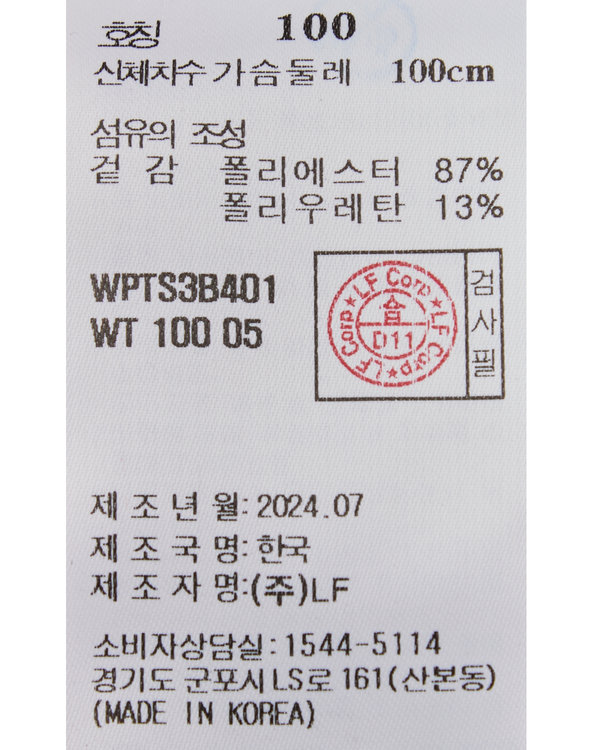 호칭 100
신체치수 가슴둘레 100cm
섬유의 조성
겉 감 폴리에스터 87%
폴리우레탄 13%
WPTS3B401
WT 100 05
LF Corp ★ LF Corp ★ LF Corp ★
합
D11
검사필
제조년월: 2024.07
제조국명: 한국
제조자명:(주)LF
소비자상담실: 1544-5114
경기도 군포시 LS로 161(산본동)
(MADE IN KOREA)